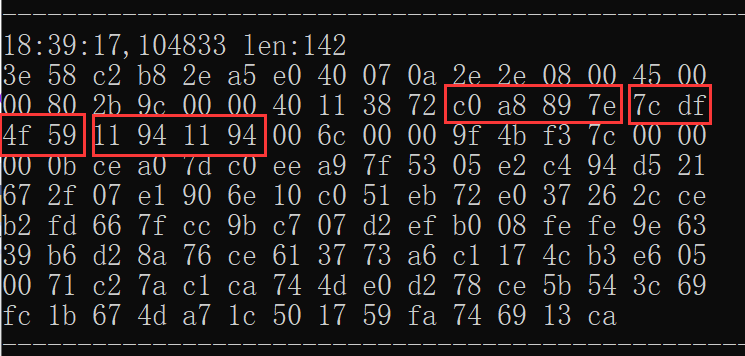 18:39:17,104833 len:142
3e 58 c2 b8 2e a5 e0 40 07 0a 2e 2e 08 00 45 00
00 80 2b 9c 00 00 40 11 38 72 c0 a8 89 7e 7c df
4f 59 11 94 11 94 00 6c 00 00 9f 4b f3 7c 00 00
00 0b ce a0 7d c0 ee a9 7f 53 05 e2 c4 94 d5 21
67 2f 07 e1 90 6e 10 c0 51 eb 72 e0 37 26 2c ce
b2 fd 66 7f cc 9b c7 07 d2 ef b0 08 fe fe 9e 63
39 b6 d2 8a 76 ce 61 37 73 a6 c1 17 4c b3 e6 05
00 71 c2 7a c1 ca 74 4d e0 d2 78 ce 5b 54 3c 69
fc 1b 67 4d a7 1c 50 17 59 fa 74 69 13 ca